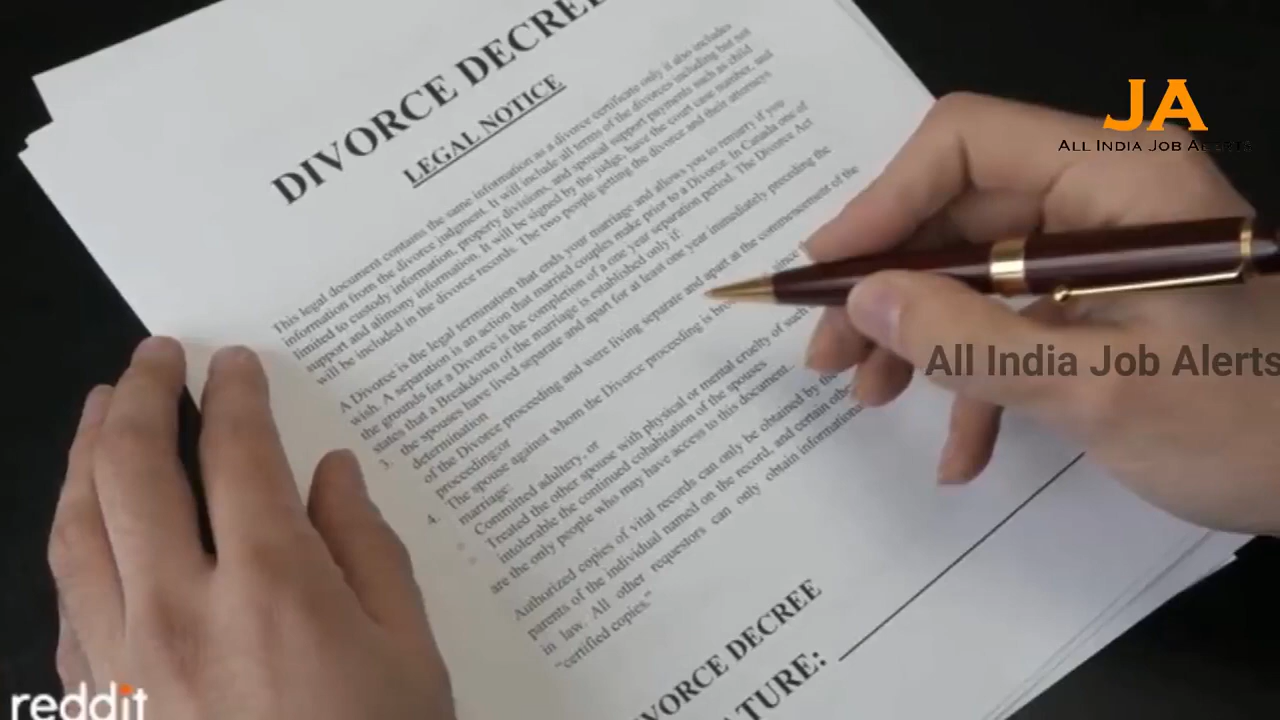 DIVORCE DECREE
LEGAL NOTICE
This legal document contains the same information as a divorce certificate only it also includes
information from the divorce judgment. It will include all terms of the divorces including but not
limited to custody information, property divisions, and spousal support payments such as child
support and alimony information. It will be signed by the judge, have the court case number, and
will be included in the divorce records. The two people getting the divorce and their attorneys
A Divorce is the legal termination that ends your marriage and allows you to remarry if you
wish. A separation is an action that married couples make prior to a Divorce. In Canada one of
the grounds for a Divorce is the completion of a one year separation period. The Divorce Act
states that a Breakdown of the marriage is established only if:
3. the spouses have lived separate and apart for at least one year immediately preceding the
determination
of the Divorce proceeding and were living separate and apart at the commencement of the
proceeding;or
4. The spouse against whom the Divorce proceeding is since
marriage:
Committed adultery, or
Treated the other spouse with physical or mental cruelty of such
intolerable the continued cohabitation of the spouses
are the only people who may have access to this document..
Authorized copies of vital records can only be obtained by the
parents of the individual named on the record, and certain
in law. All other requestors can only obtain informational
"certified copies."
VORCE DECREE
ATURE:
JA
ALL INDIA JOB ALERTS
All India Job Alerts
reddit